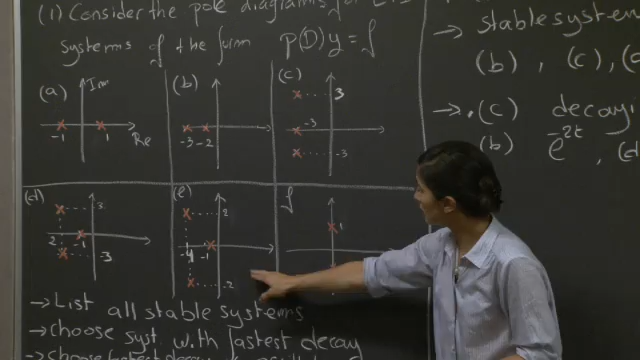 (1) Consider the pole diagrams for LTI
systems of the form P(D)y = f
(a) Im
-1 1 Re
(b)
-3 -2
(c)
3
-3
-3
(d)
3
2 -1
3
(e)
2
-4 -1
-2
f
1
→ List all stable systems
→ choose syst with fastest decay
→ stable systems
(b), (c), (d
→ (c) decayi
(b) e^-2t, (d